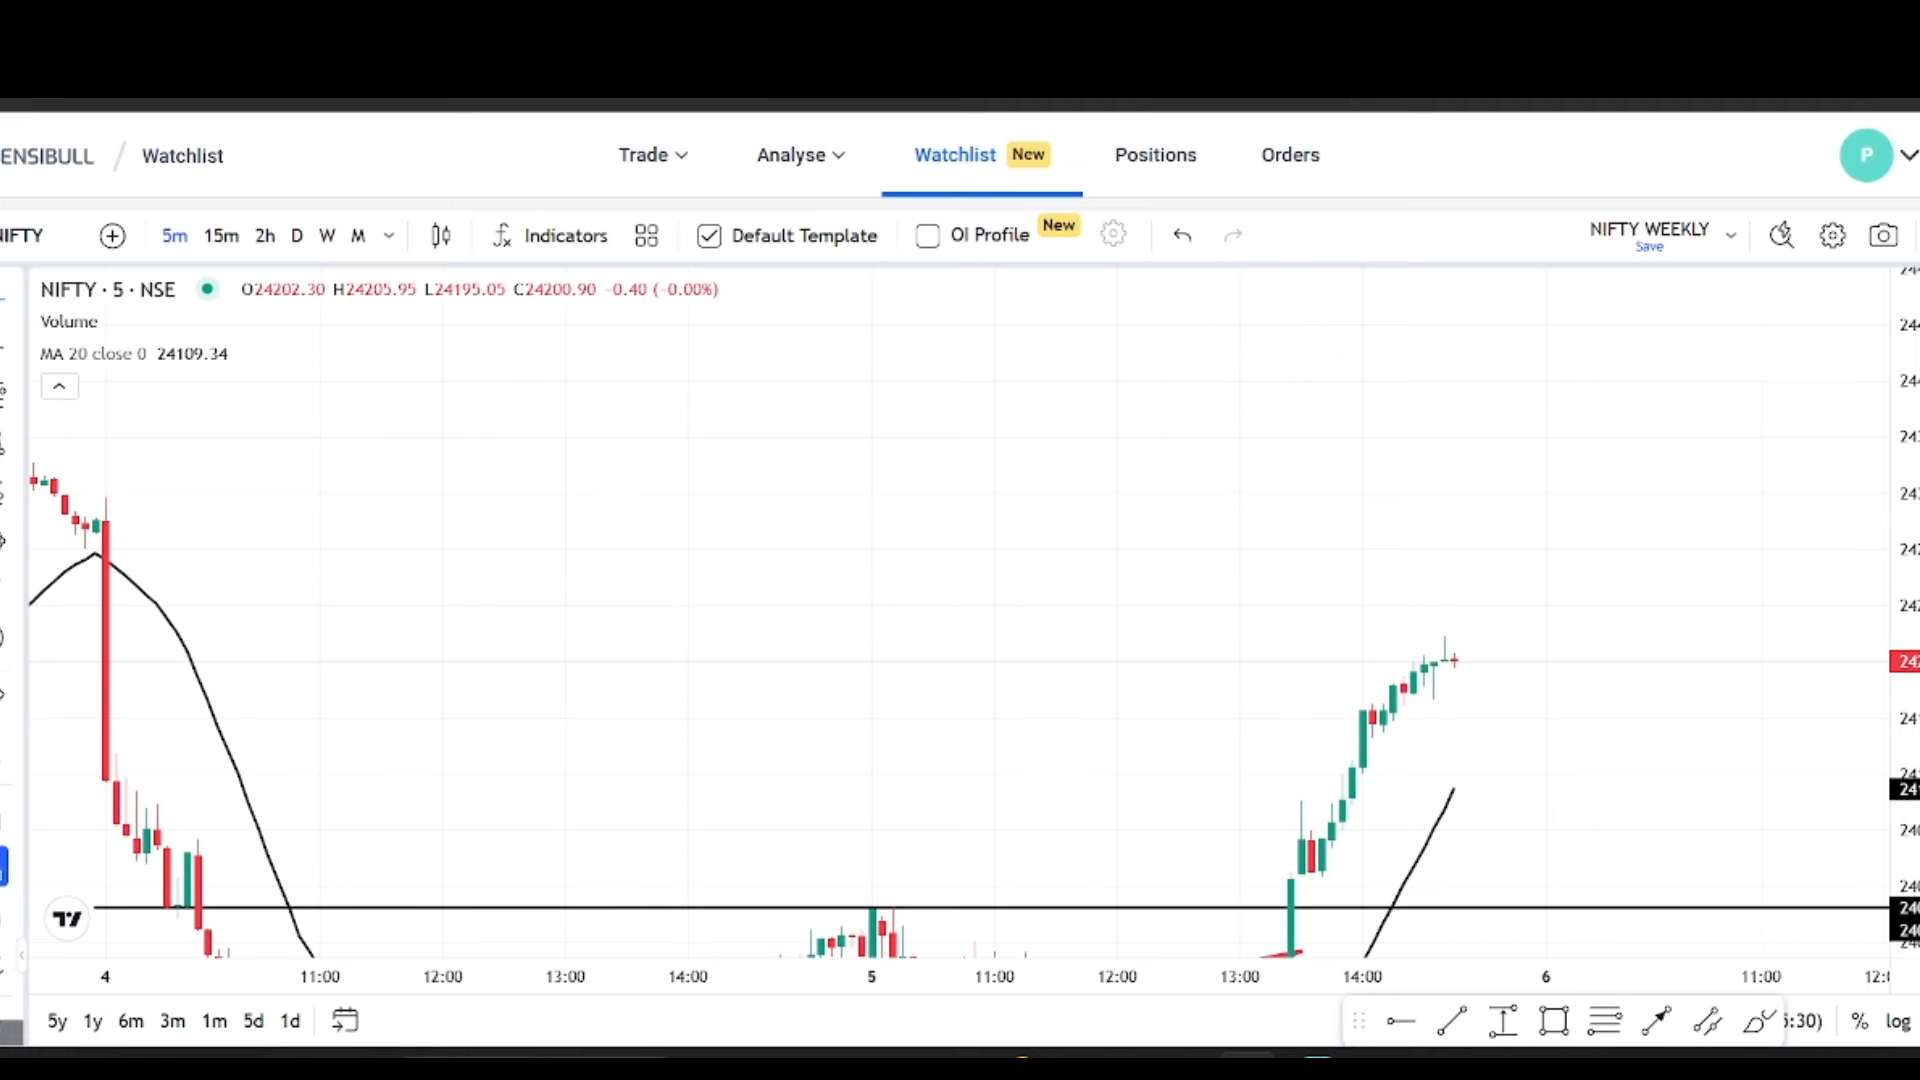 ENSIBULL / Watchlist
Trade
Analyse
Watchlist New
Positions
Orders
P
NIFTY
5m 15m 2h D W M
Indicators
Default Template
OI Profile New
NIFTY WEEKLY
Save
NIFTY · 5 · NSE O24202.30 H24205.95 L24195.05 C24200.90 -0.40 (-0.00%)
Volume
MA 20 close 0 24109.34
4 11:00 12:00 13:00 14:00 5 11:00 12:00 13:00 14:00 6 11:00
5y 1y 6m 3m 1m 5d 1d
5:30) % log